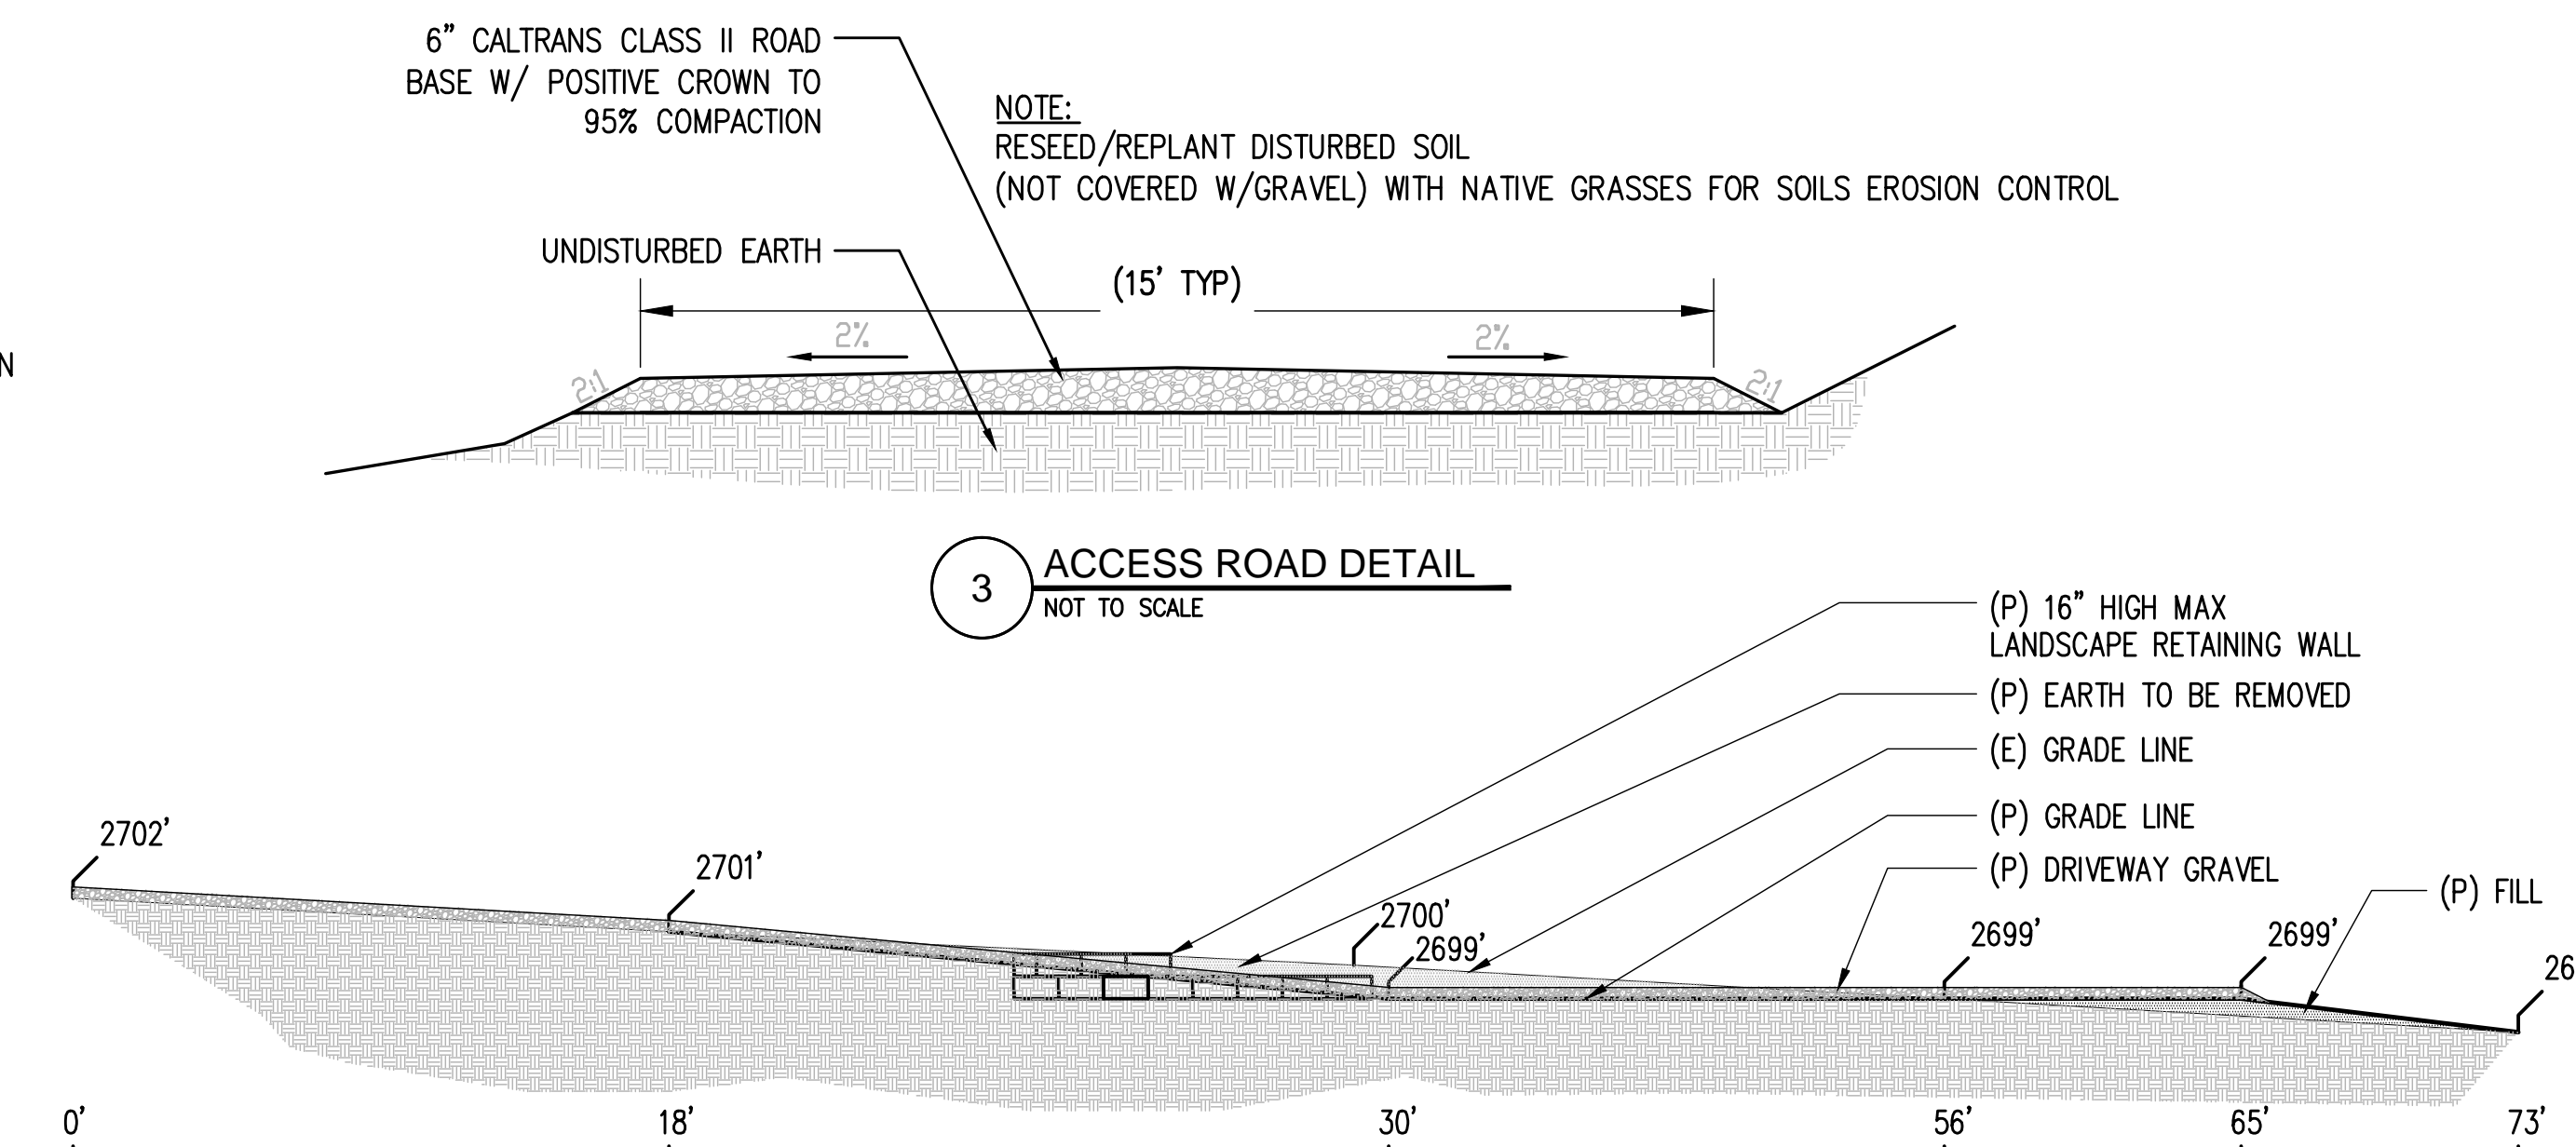 6” CALTRANS CLASS II ROAD
BASE W/ POSITIVE CROWN TO
95% COMPACTION
NOTE:
RESEED/REPLANT DISTURBED SOIL
(NOT COVERED W/GRAVEL) WITH NATIVE GRASSES FOR SOILS EROSION CONTROL
UNDISTURBED EARTH
(15’ TYP)
2%
2%
N
2:1
2:1
3
ACCESS ROAD DETAIL
NOT TO SCALE
(P) 16” HIGH MAX
LANDSCAPE RETAINING WALL
(P) EARTH TO BE REMOVED
(E) GRADE LINE
(P) GRADE LINE
(P) DRIVEWAY GRAVEL
(P) FILL
2702’
2701’
2700’
2699’
2699’
2699’
26
0’
18’
30’
56’
65’
73’